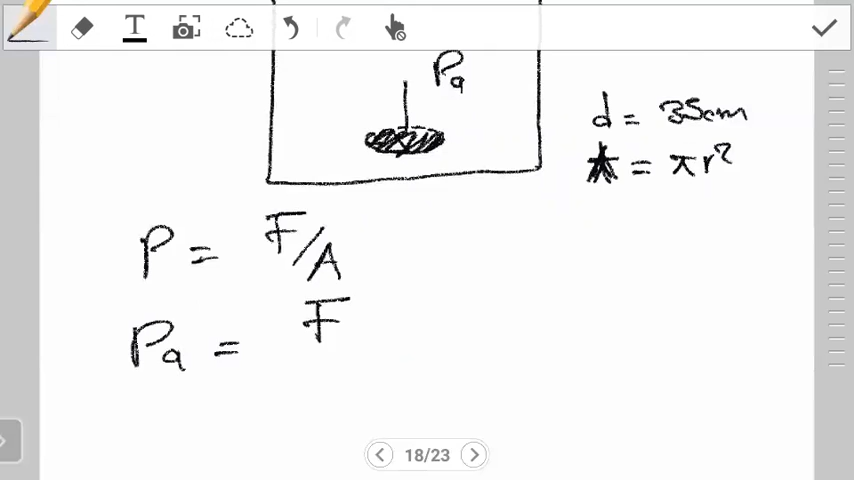 T
Pa
d = 35cm
A = πr²
P = F/A
Pa = F
18/23